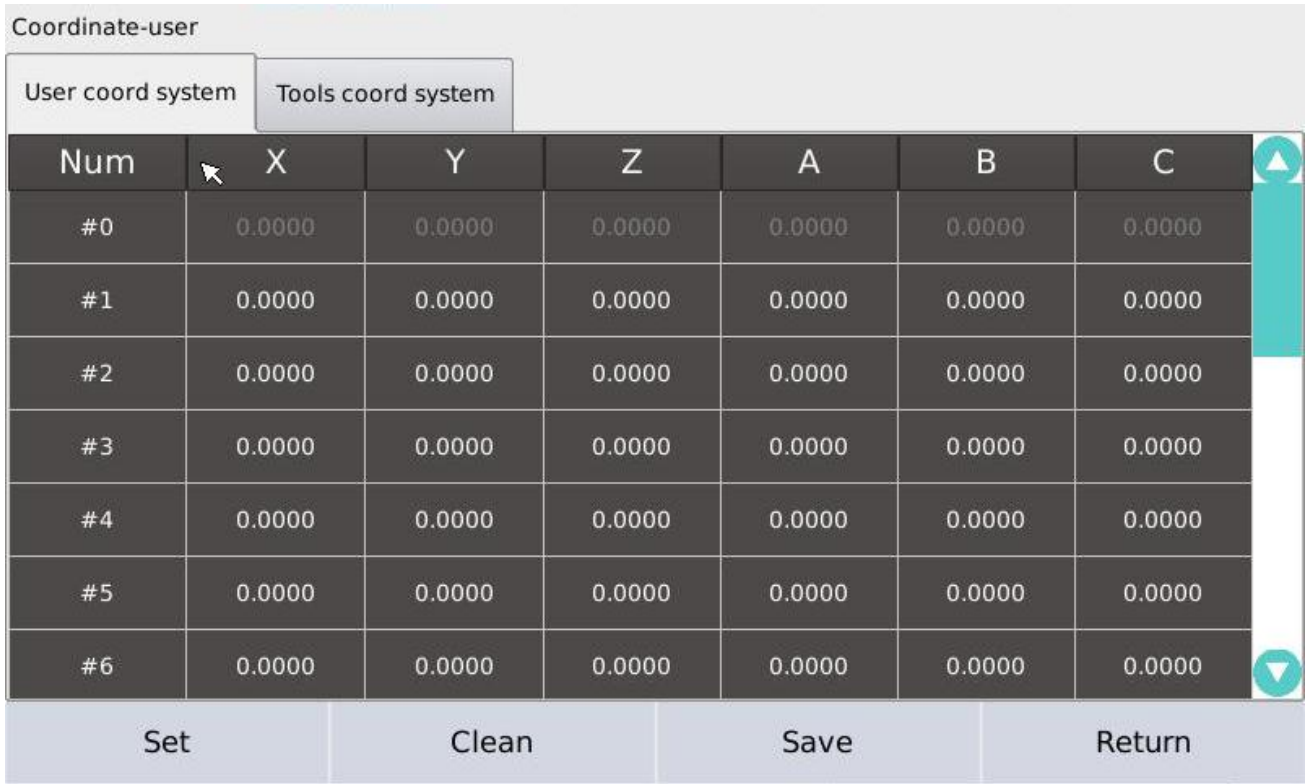 Coordinate-user
User coord system Tools coord system
Num X Y Z A B C
#0 0.0000 0.0000 0.0000 0.0000 0.0000 0.0000
#1 0.0000 0.0000 0.0000 0.0000 0.0000 0.0000
#2 0.0000 0.0000 0.0000 0.0000 0.0000 0.0000
#3 0.0000 0.0000 0.0000 0.0000 0.0000 0.0000
#4 0.0000 0.0000 0.0000 0.0000 0.0000 0.0000
#5 0.0000 0.0000 0.0000 0.0000 0.0000 0.0000
#6 0.0000 0.0000 0.0000 0.0000 0.0000 0.0000
Set Clean Save Return